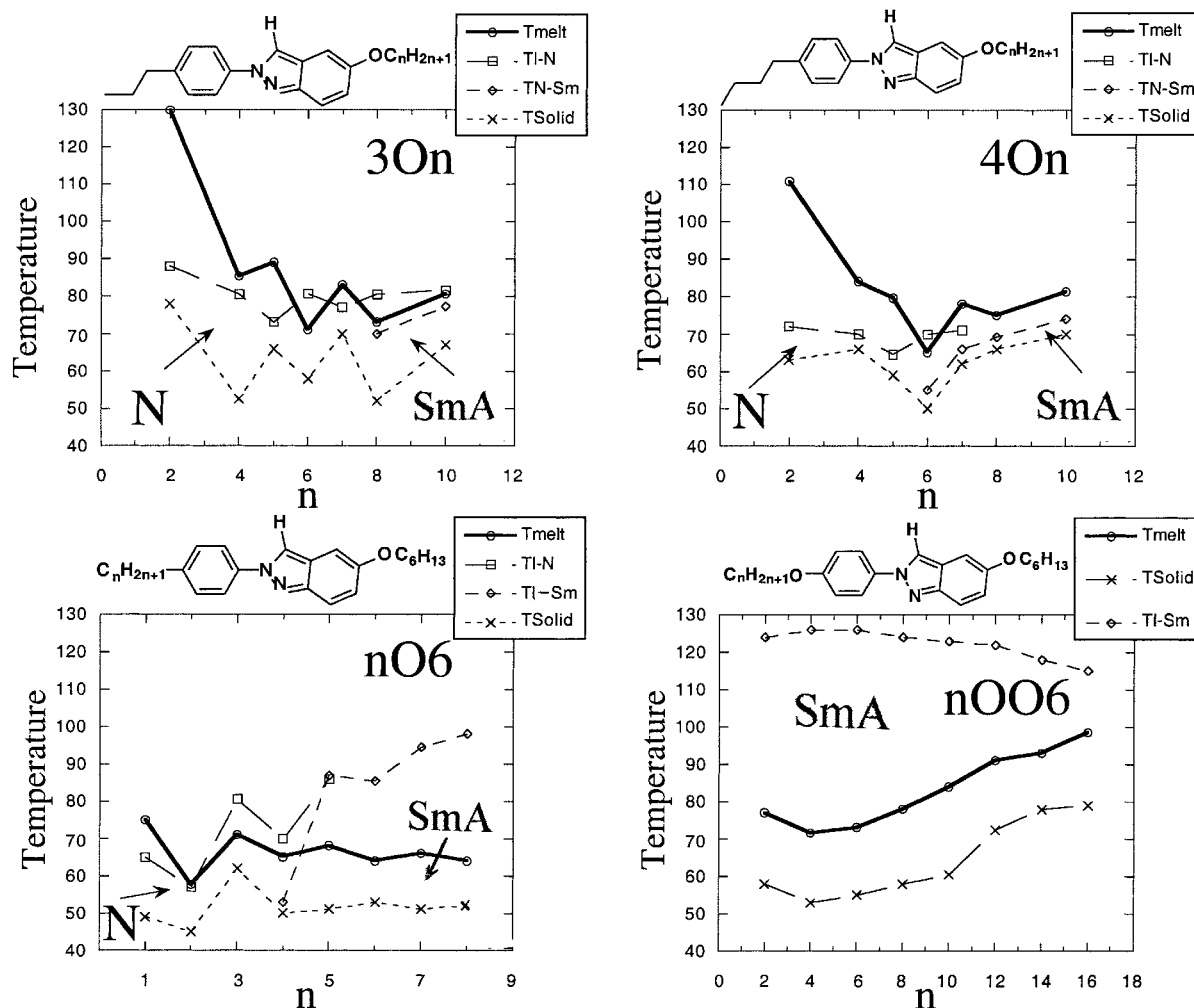 H
OCnH2n+1
N
N
Tmelt
TI-N
TN-Sm
TSolid
130
120
110
100
90
80
70
60
50
40
Temperature
3On
N
SmA
0
2
4
6
8
10
12
n
H
OCnH2n+1
N
N
Tmelt
TI-N
TN-Sm
TSolid
130
120
110
100
90
80
70
60
50
40
Temperature
4On
N
SmA
0
2
4
6
8
10
12
n
H
CnH2n+1
OC6H13
N
N
Tmelt
TI-N
TI-Sm
TSolid
130
120
110
100
90
80
70
60
50
40
Temperature
nO6
SmA
N
1
3
5
7
9
n
H
CnH2n+1O
OC6H13
N
N
Tmelt
TSolid
TI-Sm
130
120
110
100
90
80
70
60
50
40
Temperature
SmA
nOO6
0
2
4
6
8
10
12
14
16
18
n